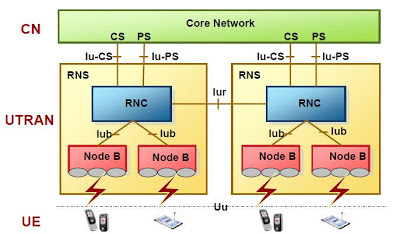 Core Network
CN
CS PS CS PS
Iu-CS Iu-PS Iu-CS Iu-PS
RNS RNS
RNC Iur RNC
UTRAN
Iub Iub Iub Iub
Node B Node B Node B Node B
Uu
UE